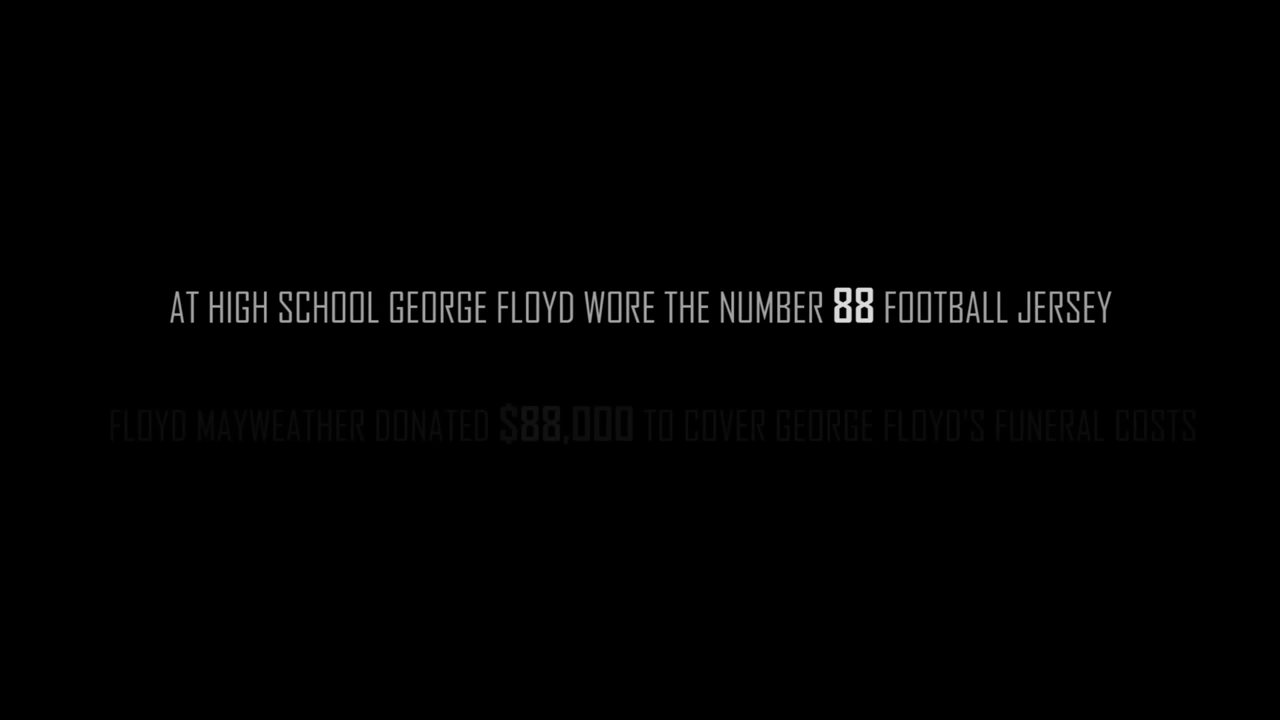 AT HIGH SCHOOL GEORGE FLOYD WORE THE NUMBER 88 FOOTBALL JERSEY
FLOYD MAYWEATHER DONATED $88,000 TO COVER GEORGE FLOYD'S FUNERAL COSTS